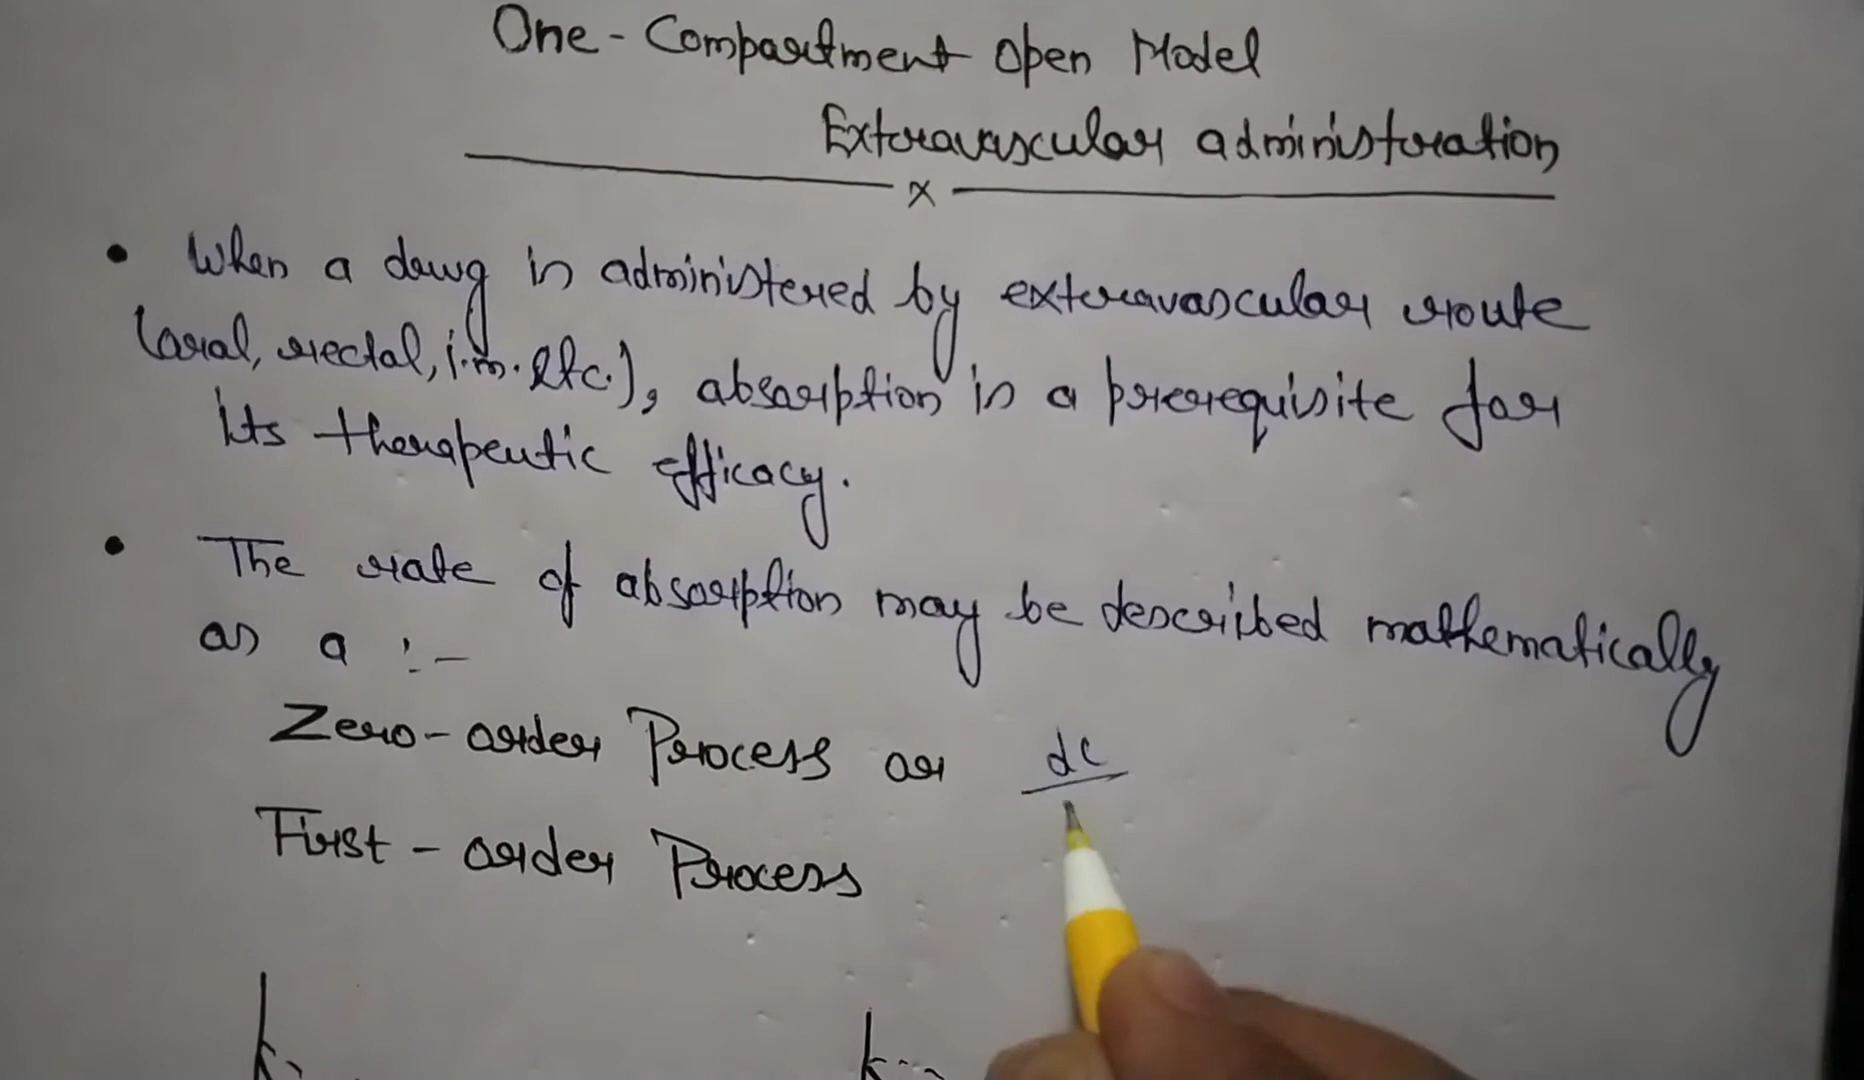 One-Compartment Open Model
Extravascular administration
x
• When a drug is administered by extravascular route
(oral, rectal, i.m. etc.), absorption is a prerequisite for
its therapeutic efficacy.
• The rate of absorption may be described mathematically
as a :-
Zero-order Process or dC
First-order Process